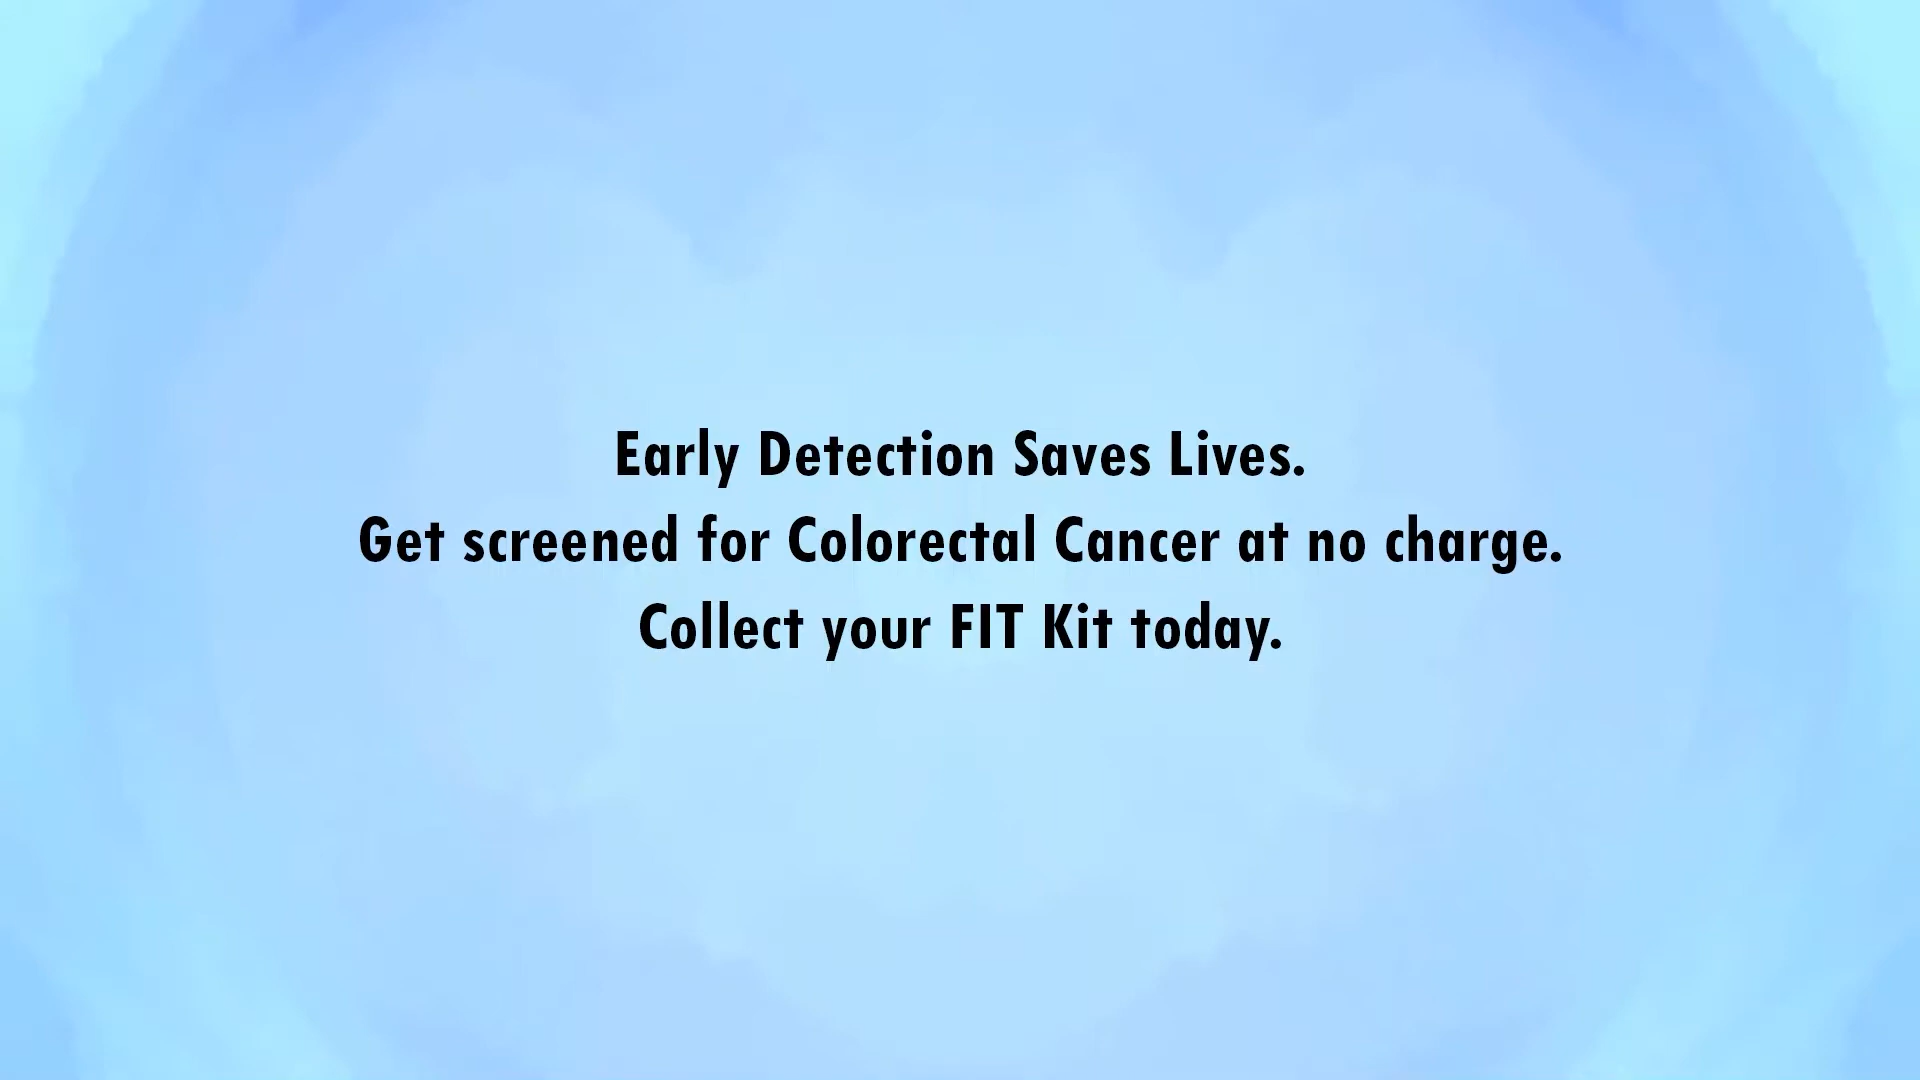 Early Detection Saves Lives.
Get screened for Colorectal Cancer at no charge.
Collect your FIT Kit today.